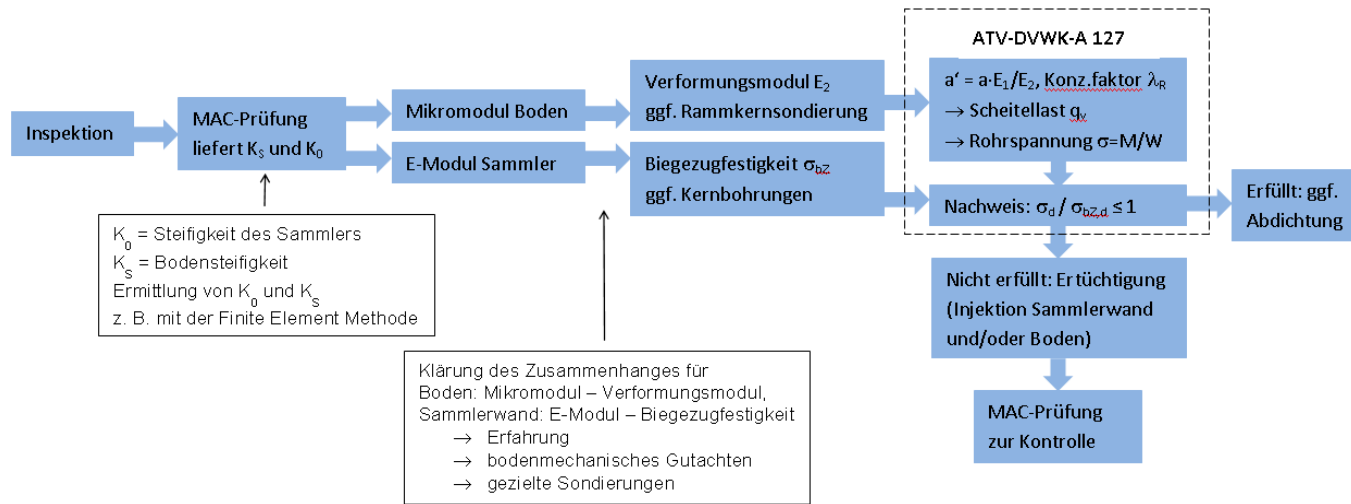 ATV-DVWK-A 127
Inspektion
MAC-Prüfung
liefert K_S und K_0
Mikromodul Boden
E-Modul Sammler
Verformungsmodul E_2
ggf. Rammkernsondierung
Biegezugfestigkeit σ_bZ
ggf. Kernbohrungen
a‘ = a·E_1/E_2, Konz.faktor λ_R
→ Scheitellast q_v
→ Rohrspannung σ=M/W
Nachweis: σ_d / σ_bZ,d ≤ 1
Erfüllt: ggf.
Abdichtung
Nicht erfüllt: Ertüchtigung
(Injektion Sammlerwand
und/oder Boden)
MAC-Prüfung
zur Kontrolle
K_0 = Steifigkeit des Sammlers
K_S = Bodensteifigkeit
Ermittlung von K_0 und K_S
z. B. mit der Finite Element Methode
Klärung des Zusammenhanges für
Boden: Mikromodul – Verformungsmodul,
Sammlerwand: E-Modul – Biegezugfestigkeit
→ Erfahrung
→ bodenmechanisches Gutachten
→ gezielte Sondierungen